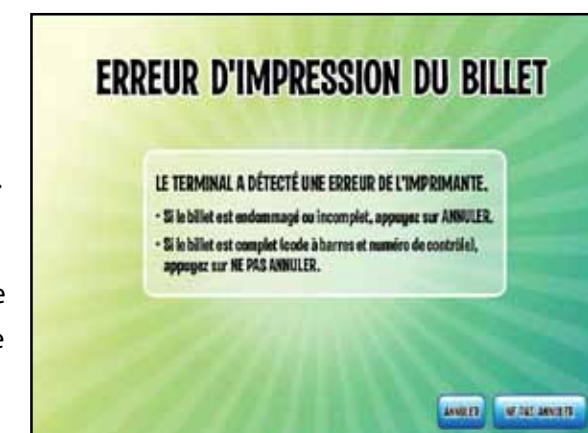 ERREUR D'IMPRESSION DU BILLET
LE TERMINAL A DÉTECTÉ UNE ERREUR DE L'IMPRIMANTE.
• Si le billet est endommagé ou incomplet, appuyez sur ANNULER.
• Si le billet est complet (code à barres et numéro de contrôle),
appuyez sur NE PAS ANNULER.
.
e
e
ANNULER NE PAS ANNULER